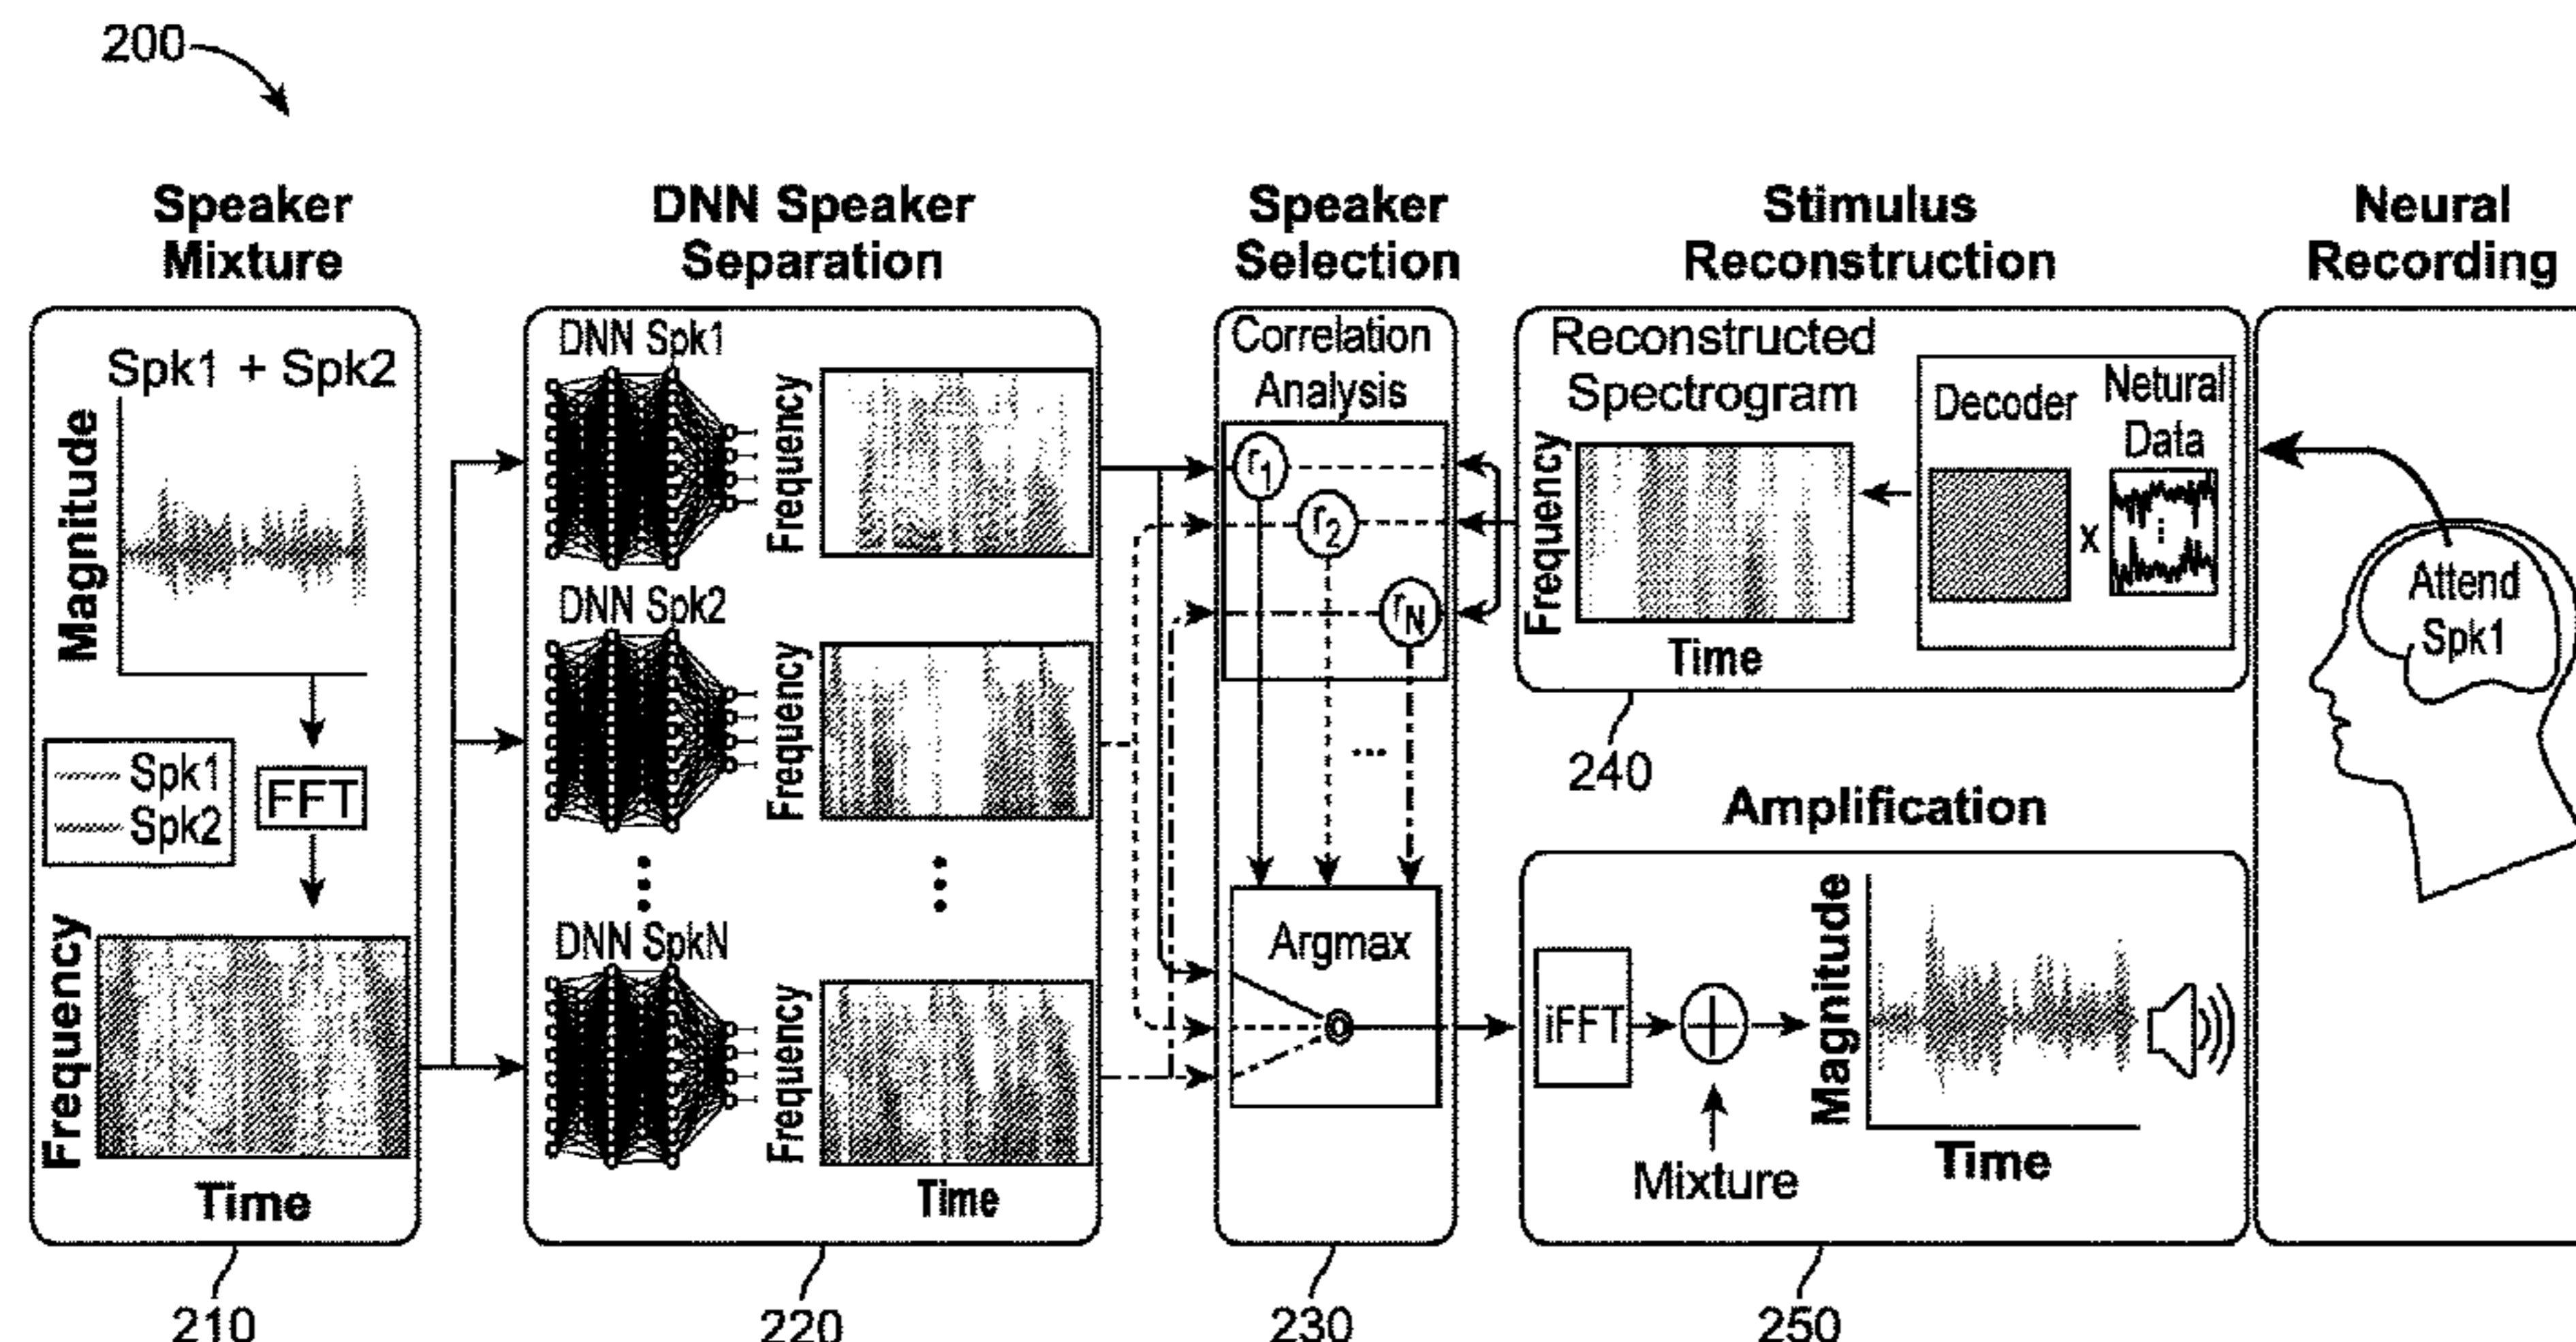 200
Speaker
Mixture
Spk1 + Spk2
Magnitude
Spk1
Spk2
FFT
Frequency
Time
210
DNN Speaker
Separation
DNN Spk1
Frequency
DNN Spk2
Frequency
DNN SpkN
Frequency
Time
220
Speaker
Selection
Correlation
Analysis
r1
r2
rN
...
Argmax
230
Stimulus
Reconstruction
Reconstructed
Spectrogram
Frequency
Time
Decoder
x
Netural
Data
240
Amplification
iFFT
Mixture
Magnitude
Time
250
Neural
Recording
Attend
Spk1